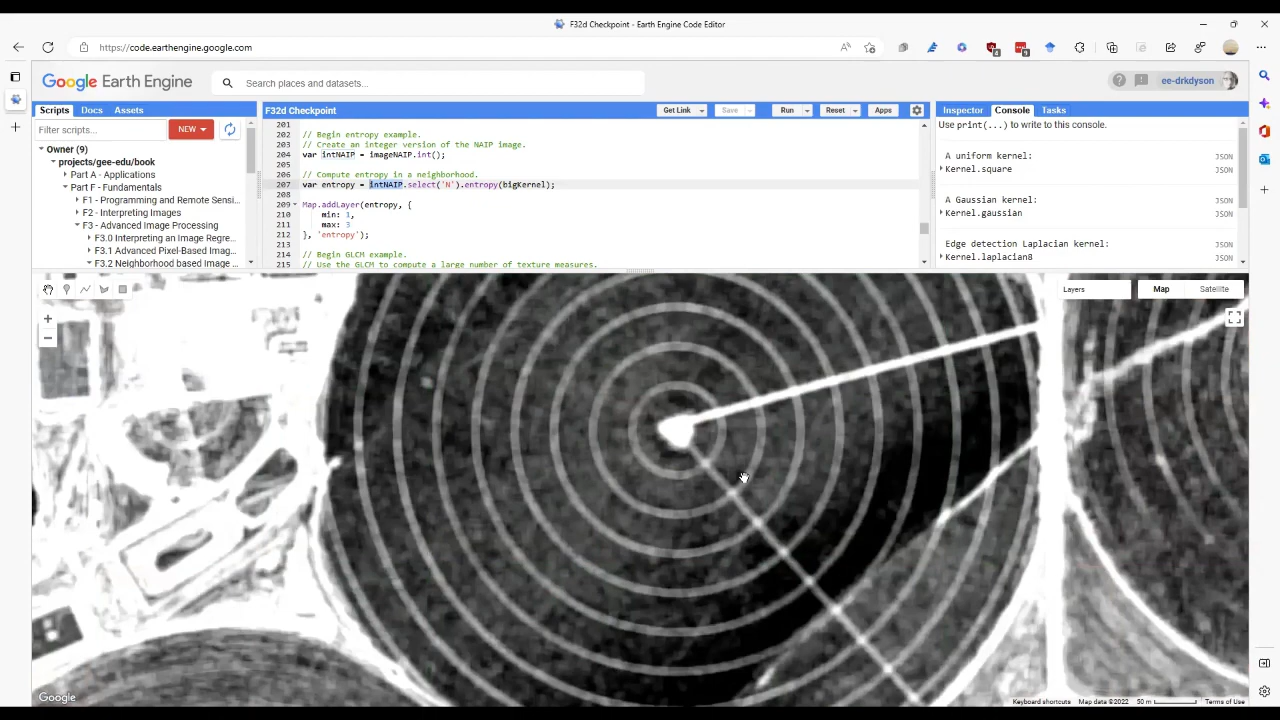 F32d Checkpoint - Earth Engine Code Editor
https://code.earthengine.google.com
4
9
Google Earth Engine
Search places and datasets...
ee-drkdyson
Scripts Docs Assets
F32d Checkpoint
Get Link Save Run Reset Apps
Inspector Console Tasks
Filter scripts...
NEW
Owner (9)
projects/gee-edu/book
Part A - Applications
Part F - Fundamentals
F1 - Programming and Remote Sensi...
F2 - Interpreting Images
F3 - Advanced Image Processing
F3.0 Interpreting an Image Regre...
F3.1 Advanced Pixel-Based Imag...
F3.2 Neighborhood based Image ...
201
202 // Begin entropy example.
203 // Create an integer version of the NAIP image.
204 var intNAIP = imageNAIP.int();
205
206 // Compute entropy in a neighborhood.
207 var entropy = intNAIP.select('N').entropy(bigKernel);
208
209 Map.addLayer(entropy, {
210 min: 1,
211 max: 3
212 }, 'entropy');
213
214 // Begin GLCM example.
215 // Use the GLCM to compute a large number of texture measures.
Use print(...) to write to this console.
A uniform kernel: JSON
Kernel.square JSON
A Gaussian kernel: JSON
Kernel.gaussian JSON
Edge detection Laplacian kernel: JSON
Kernel.laplacian8 JSON
Layers Map Satellite
Google
Keyboard shortcuts Map data ©2022 50 m Terms of Use